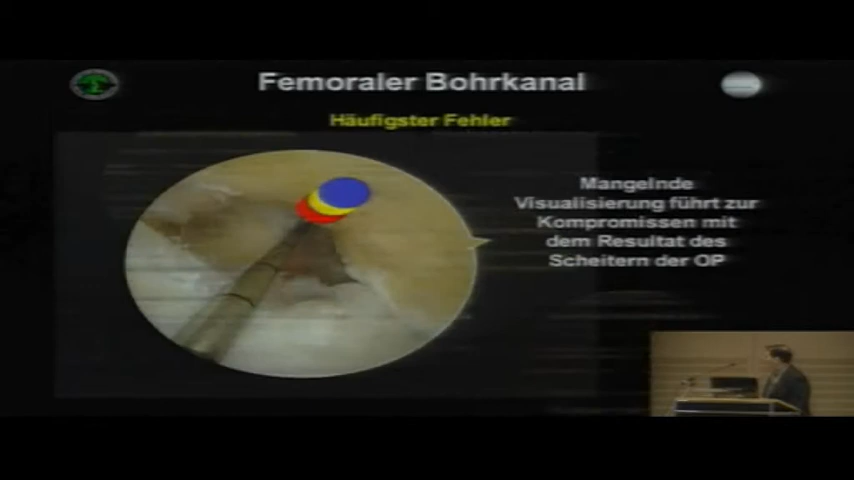 Femoraler Bohrkanal
Häufigster Fehler
Mangelnde
Visualisierung führt zur
Kompromissen mit
dem Resultat des
Scheitern der OP